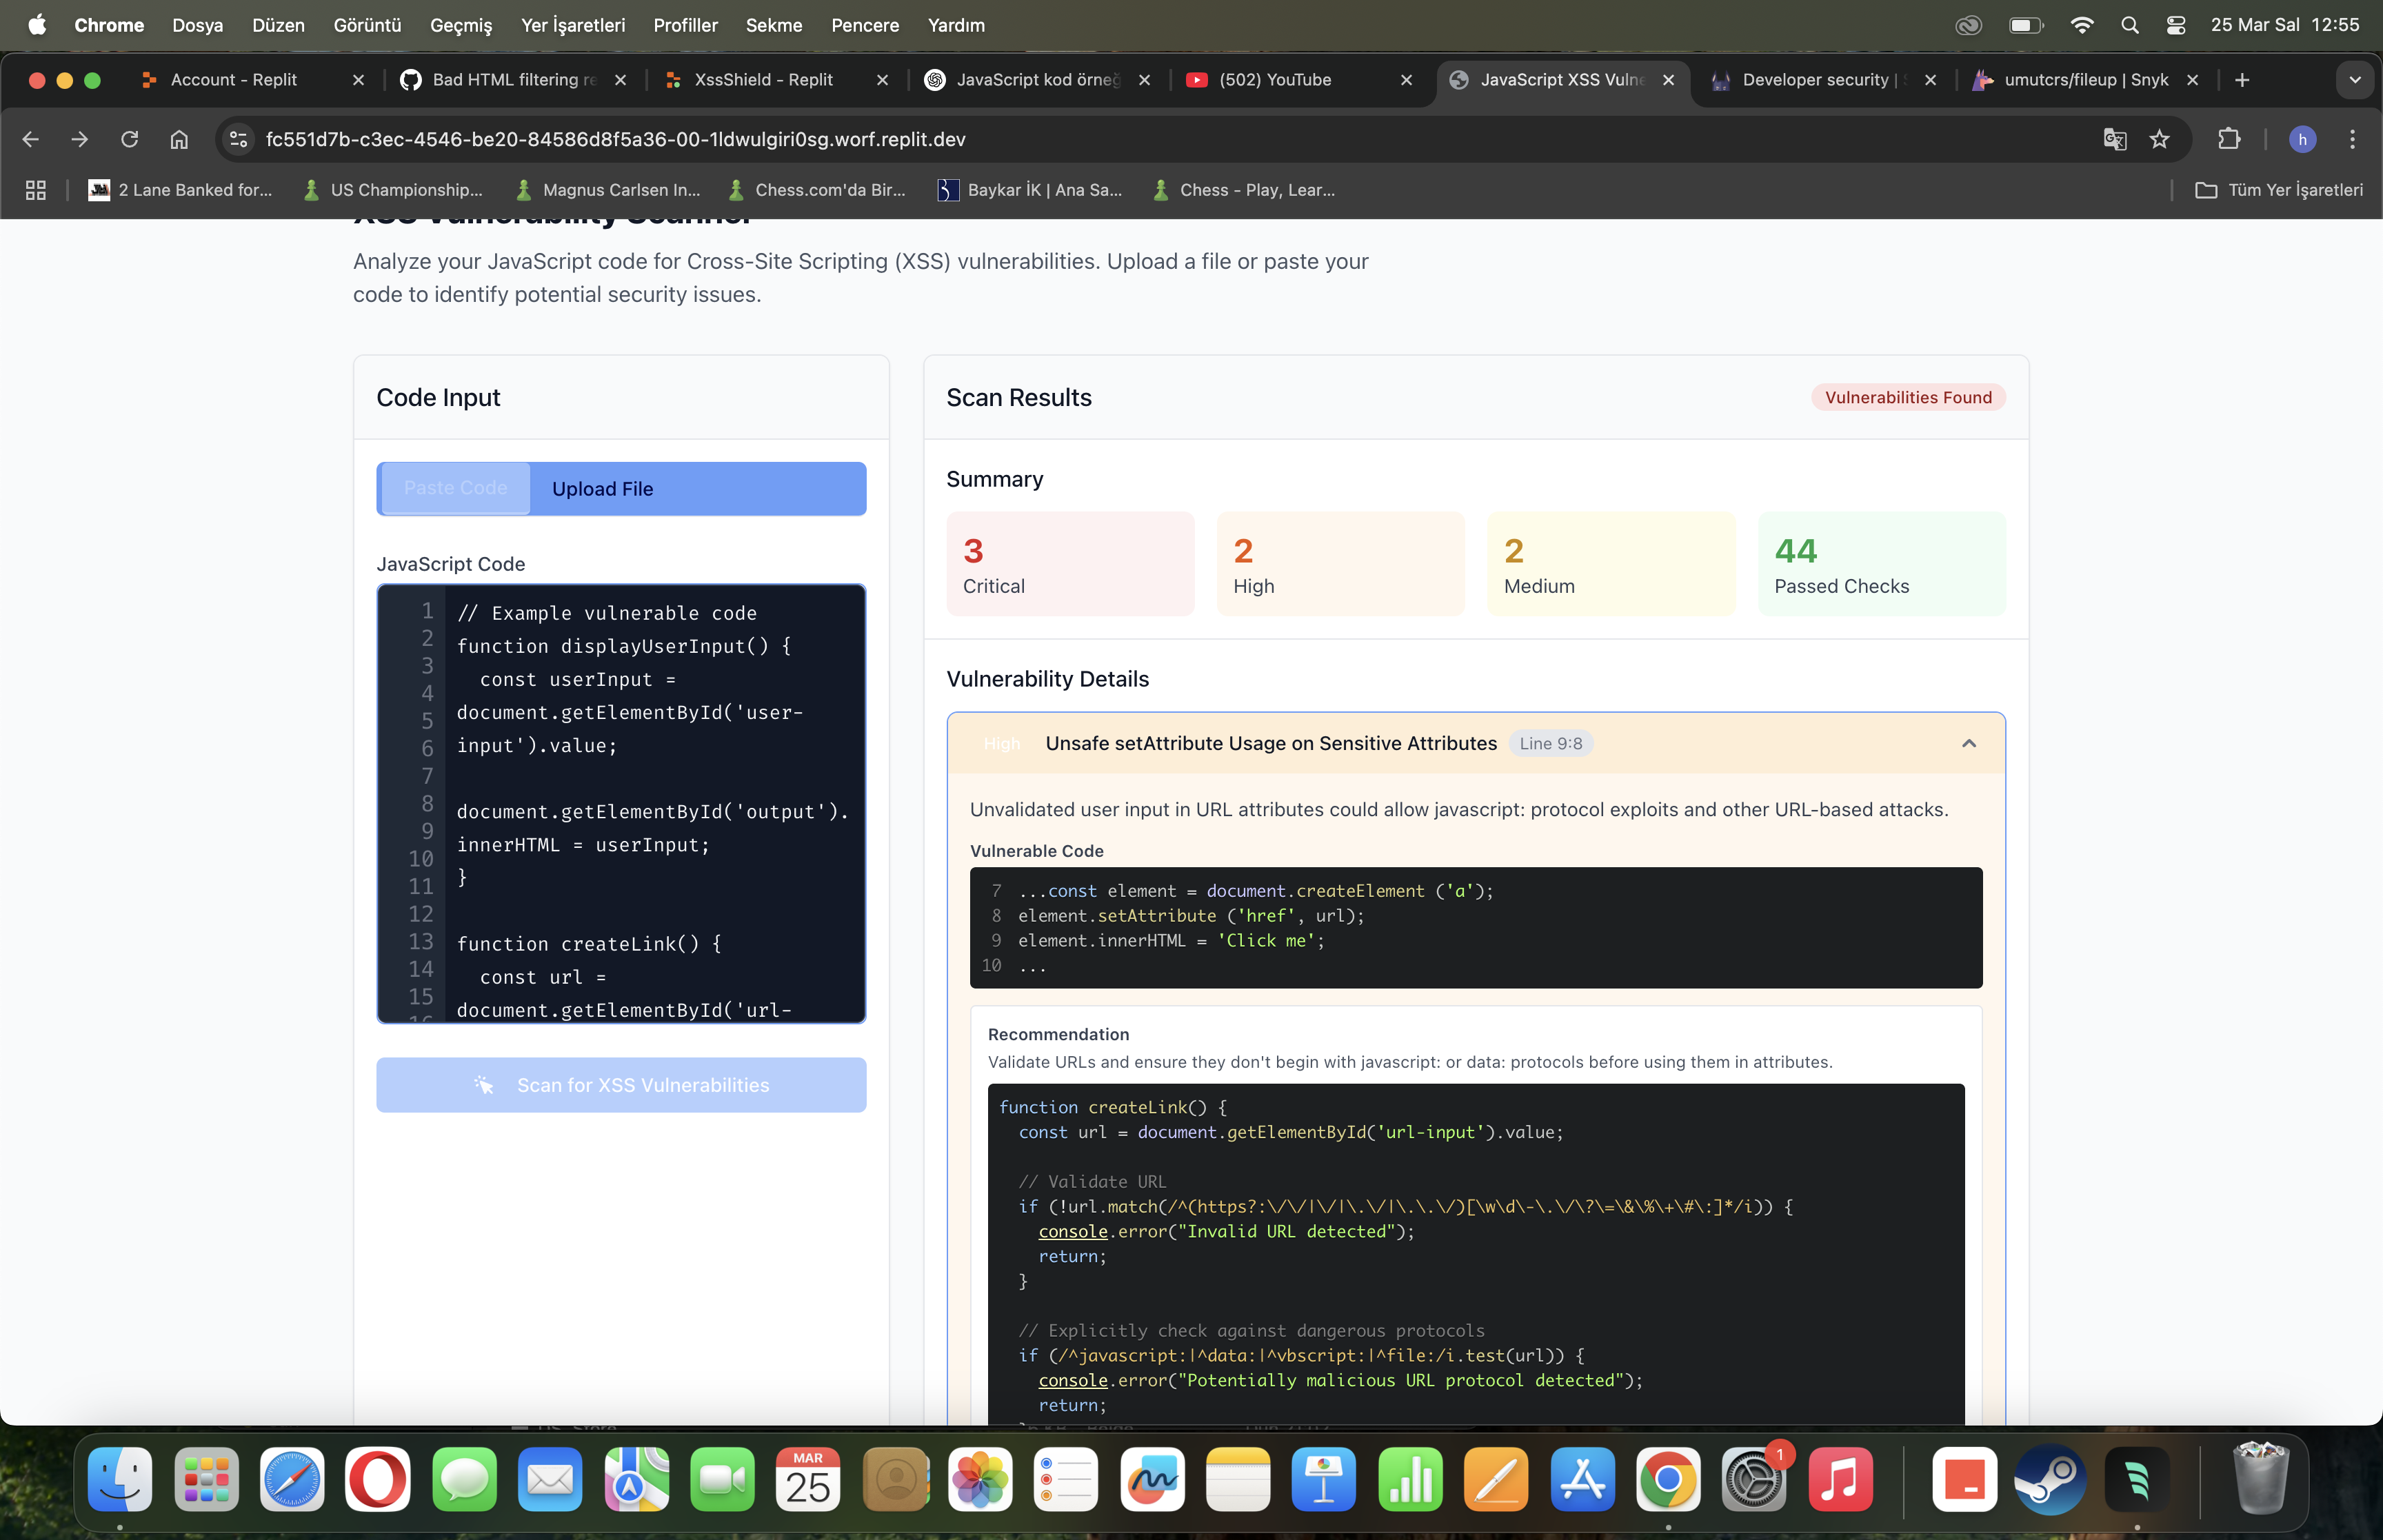 Chrome Dosya Düzen Görüntü Geçmiş Yer İşaretleri Profiller Sekme Pencere Yardım 25 Mar Sal 12:55
Account - Replit
Bad HTML filtering re
XssShield - Replit
JavaScript kod örneğ
(502) YouTube
JavaScript XSS Vulne
Developer security |
umutcrs/fileup | Snyk
fc551d7b-c3ec-4546-be20-84586d8f5a36-00-1ldwulgiri0sg.worf.replit.dev
h
2 Lane Banked for...
US Championship...
Magnus Carlsen In...
Chess.com'da Bir...
Baykar İK | Ana Sa...
Chess - Play, Lear...
Tüm Yer İşaretleri
XSS Vulnerability Scanner
Analyze your JavaScript code for Cross-Site Scripting (XSS) vulnerabilities. Upload a file or paste your
code to identify potential security issues.
Code Input
Paste Code
Upload File
JavaScript Code
1
2
3
4
5
6
7
8
9
10
11
12
13
14
15
16
// Example vulnerable code
function displayUserInput() {
const userInput =
document.getElementById('user-
input').value;
document.getElementById('output').
innerHTML = userInput;
}
function createLink() {
const url =
document.getElementById('url-
Scan for XSS Vulnerabilities
Scan Results
Vulnerabilities Found
Summary
3
Critical
2
High
2
Medium
44
Passed Checks
Vulnerability Details
High Unsafe setAttribute Usage on Sensitive Attributes Line 9:8
Unvalidated user input in URL attributes could allow javascript: protocol exploits and other URL-based attacks.
Vulnerable Code
7 ...const element = document.createElement ('a');
8 element.setAttribute ('href', url);
9 element.innerHTML = 'Click me';
10 ...
Recommendation
Validate URLs and ensure they don't begin with javascript: or data: protocols before using them in attributes.
function createLink() {
const url = document.getElementById('url-input').value;
// Validate URL
if (!url.match(/^(https?:\/\/|\/|\.\/|\.\.\/)[\w\d\-\.\/\?\=\&\%\+\#\:]*/i)) {
console.error("Invalid URL detected");
return;
}
// Explicitly check against dangerous protocols
if (/^javascript:|^data:|^vbscript:|^file:/i.test(url)) {
console.error("Potentially malicious URL protocol detected");
return;
MAR
25
1